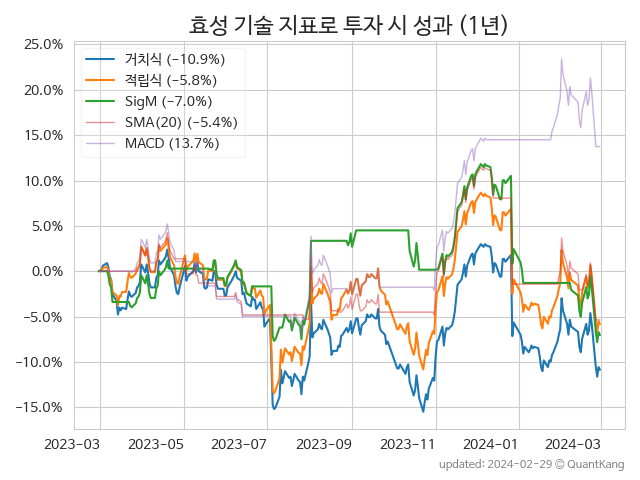 효성 기술 지표로 투자 시 성과 (1년)
25.0%
20.0%
15.0%
10.0%
5.0%
0.0%
−5.0%
−10.0%
−15.0%
거치식 (−10.9%)
적립식 (−5.8%)
SigM (−7.0%)
SMA(20) (−5.4%)
MACD (13.7%)
2023-03 2023-05 2023-07 2023-09 2023-11 2024-01 2024-03
updated: 2024-02-29 ⓒ QuantKang